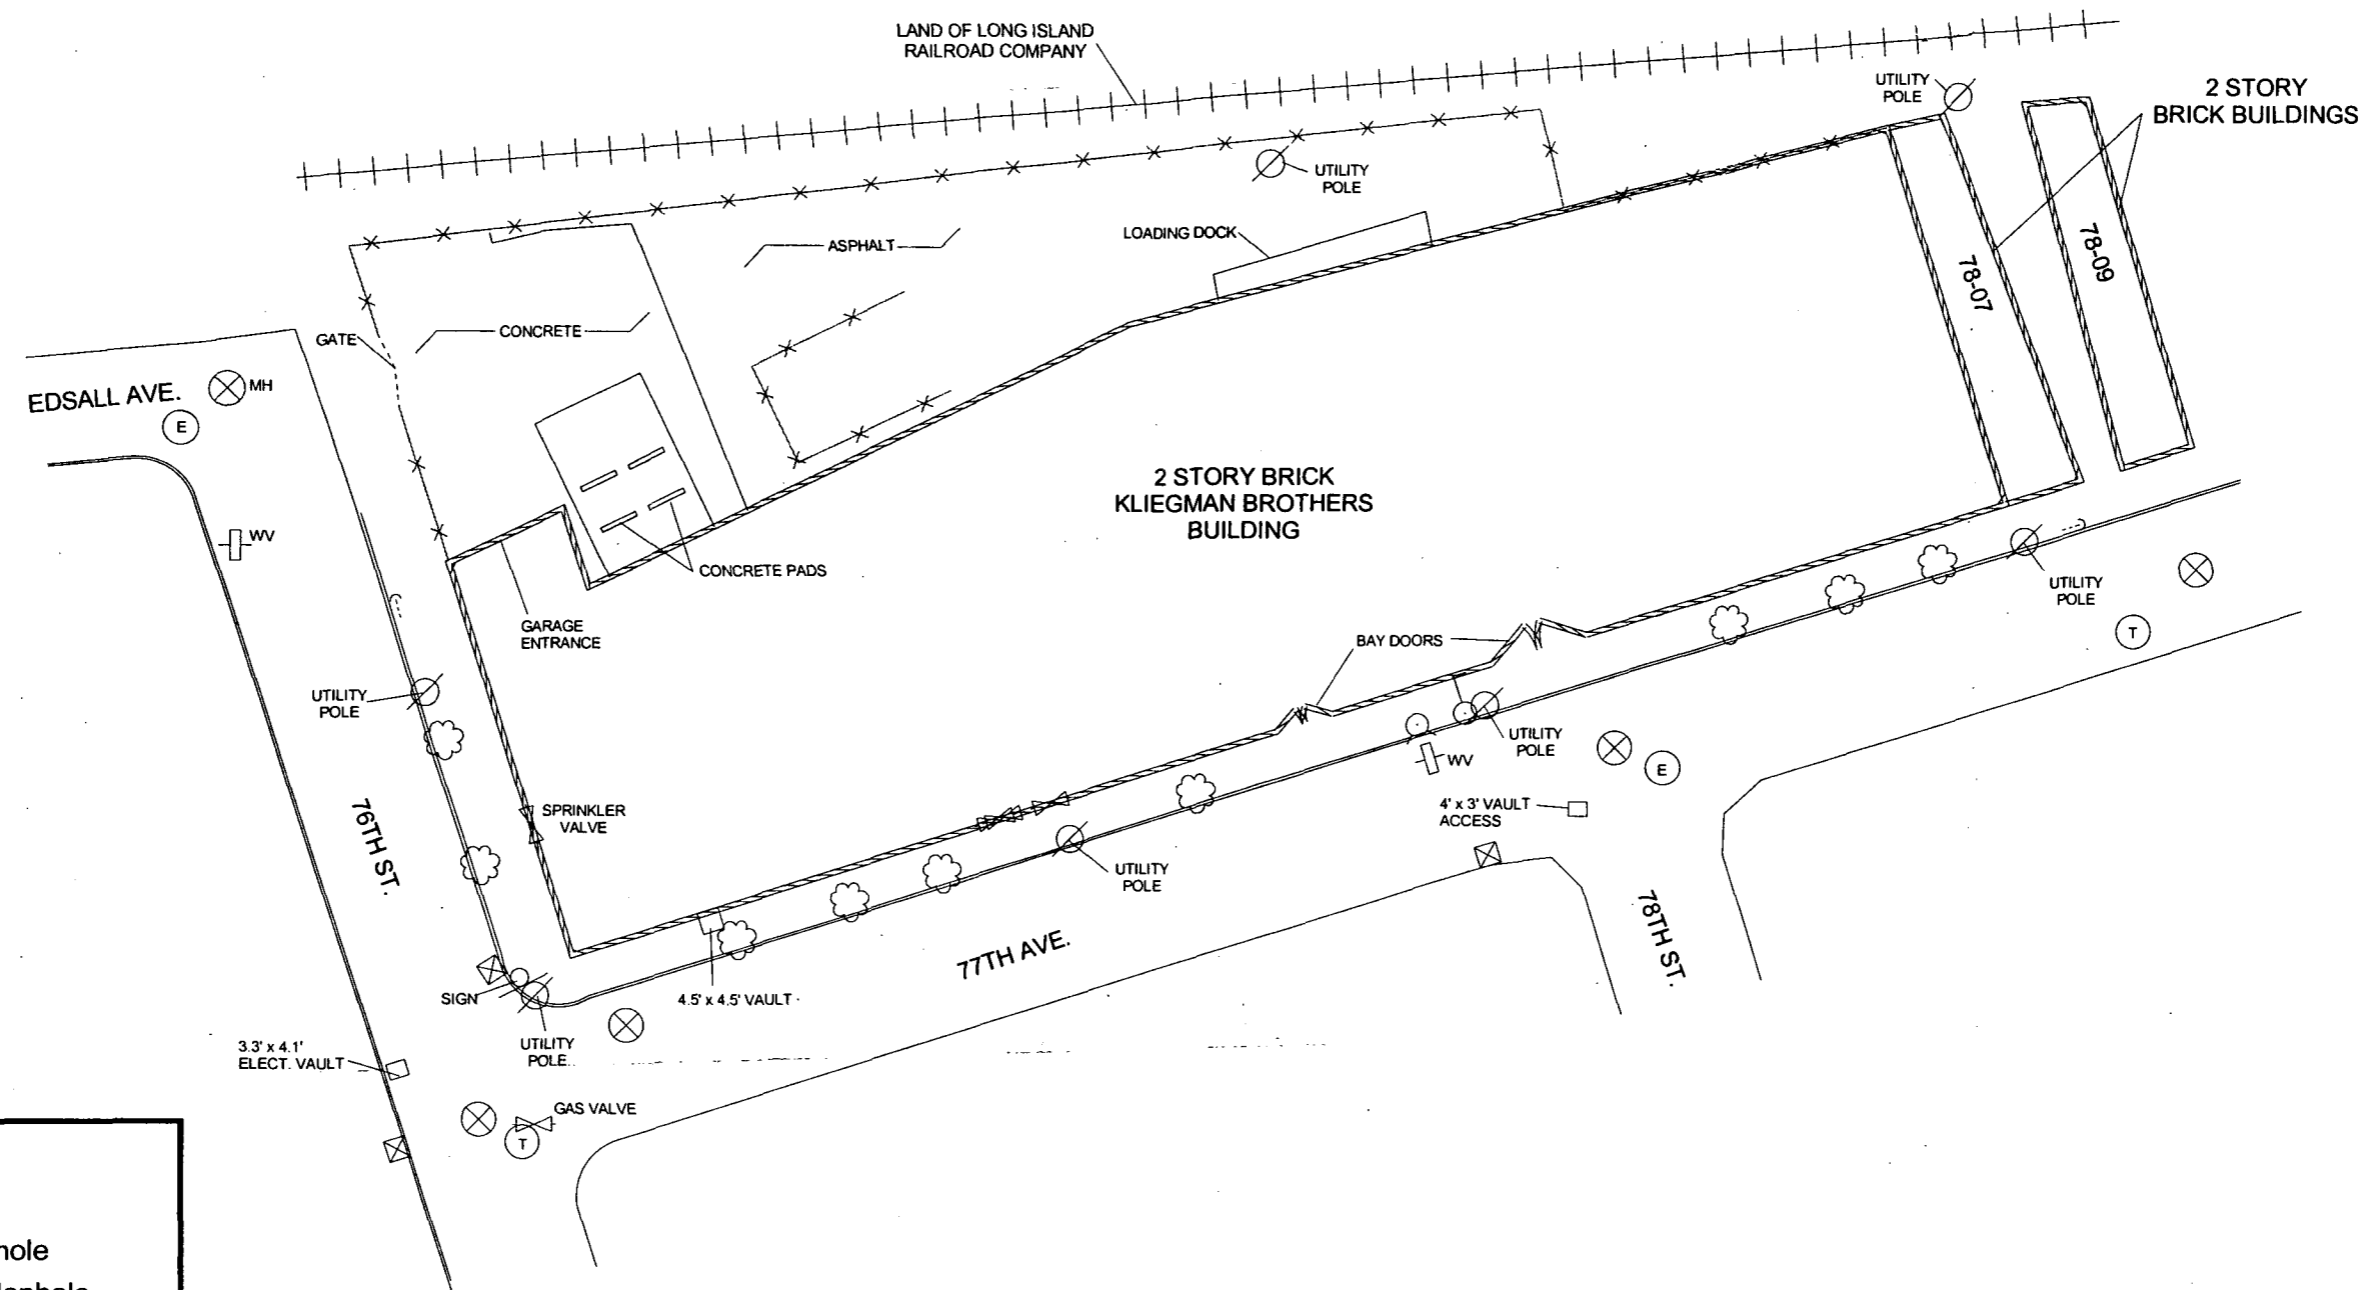 LAND OF LONG ISLAND
RAILROAD COMPANY
UTILITY
POLE
2 STORY
BRICK BUILDINGS
UTILITY
POLE
LOADING DOCK
ASPHALT
78-09
78-07
CONCRETE
GATE
EDSALL AVE.
MH
E
WV
2 STORY BRICK
KLIEGMAN BROTHERS
BUILDING
CONCRETE PADS
GARAGE
ENTRANCE
UTILITY
POLE
T
BAY DOORS
UTILITY
POLE
UTILITY
POLE
WV
E
SPRINKLER
VALVE
76TH ST.
4' x 3' VAULT
ACCESS
UTILITY
POLE
78TH ST.
77TH AVE.
SIGN
4.5' x 4.5' VAULT
UTILITY
POLE
3.3' x 4.1'
ELECT. VAULT
GAS VALVE
T